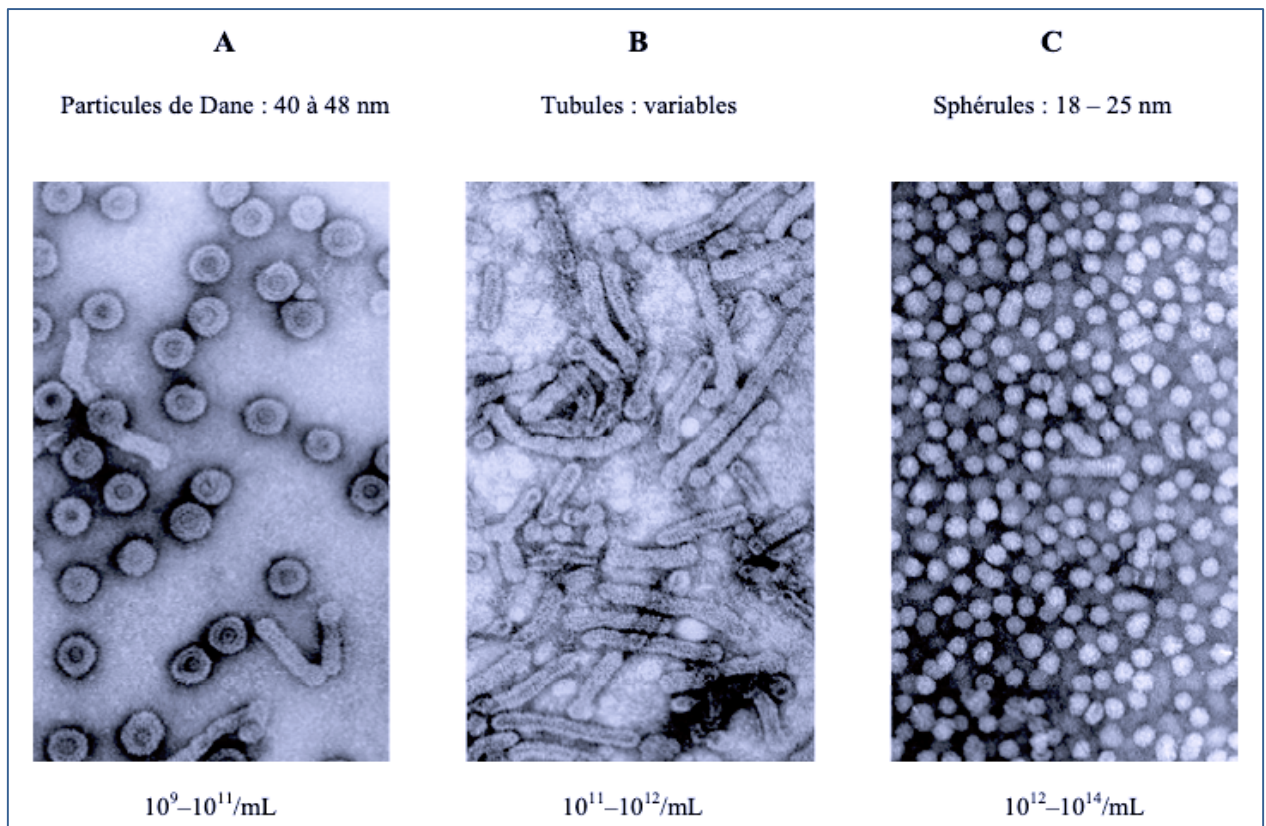 A
B
C
Particules de Dane : 40 à 48 nm
Tubules : variables
Sphérules : 18 – 25 nm
10⁹–10¹¹/mL
10¹¹–10¹²/mL
10¹²–10¹⁴/mL